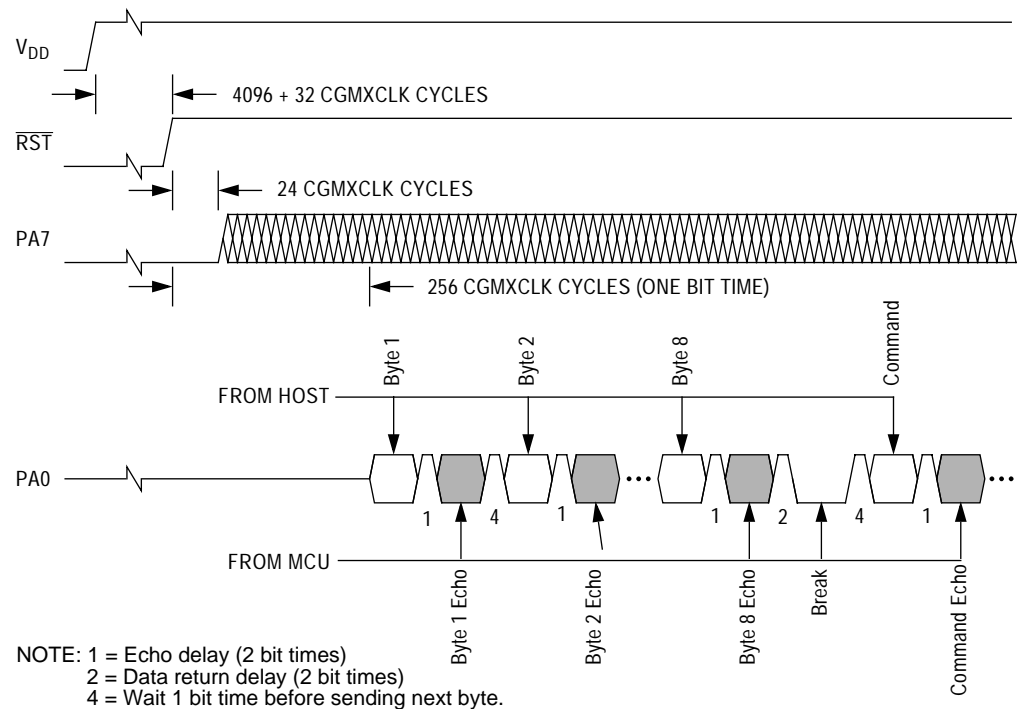 VDD
4096 + 32 CGMXCLK CYCLES
RST
24 CGMXCLK CYCLES
PA7
256 CGMXCLK CYCLES (ONE BIT TIME)
Byte 1
Byte 2
Byte 8
Command
FROM HOST
PA0
1
4
1
1
2
4
1
FROM MCU
Byte 1 Echo
Byte 2 Echo
Byte 8 Echo
Break
Command Echo
NOTE: 1 = Echo delay (2 bit times)
2 = Data return delay (2 bit times)
4 = Wait 1 bit time before sending next byte.